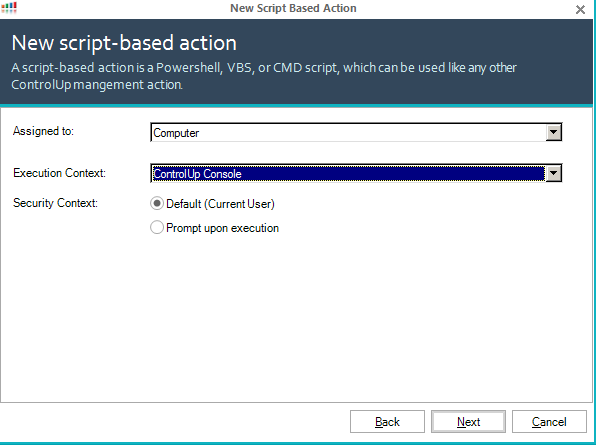 New Script Based Action
New script-based action
A script-based action is a Powershell, VBS, or CMD script, which can be used like any other
ControlUp mangement action.
Assigned to: Computer
Execution Context: ControlUp Console
Security Context: Default (Current User)
Prompt upon execution
Back Next Cancel